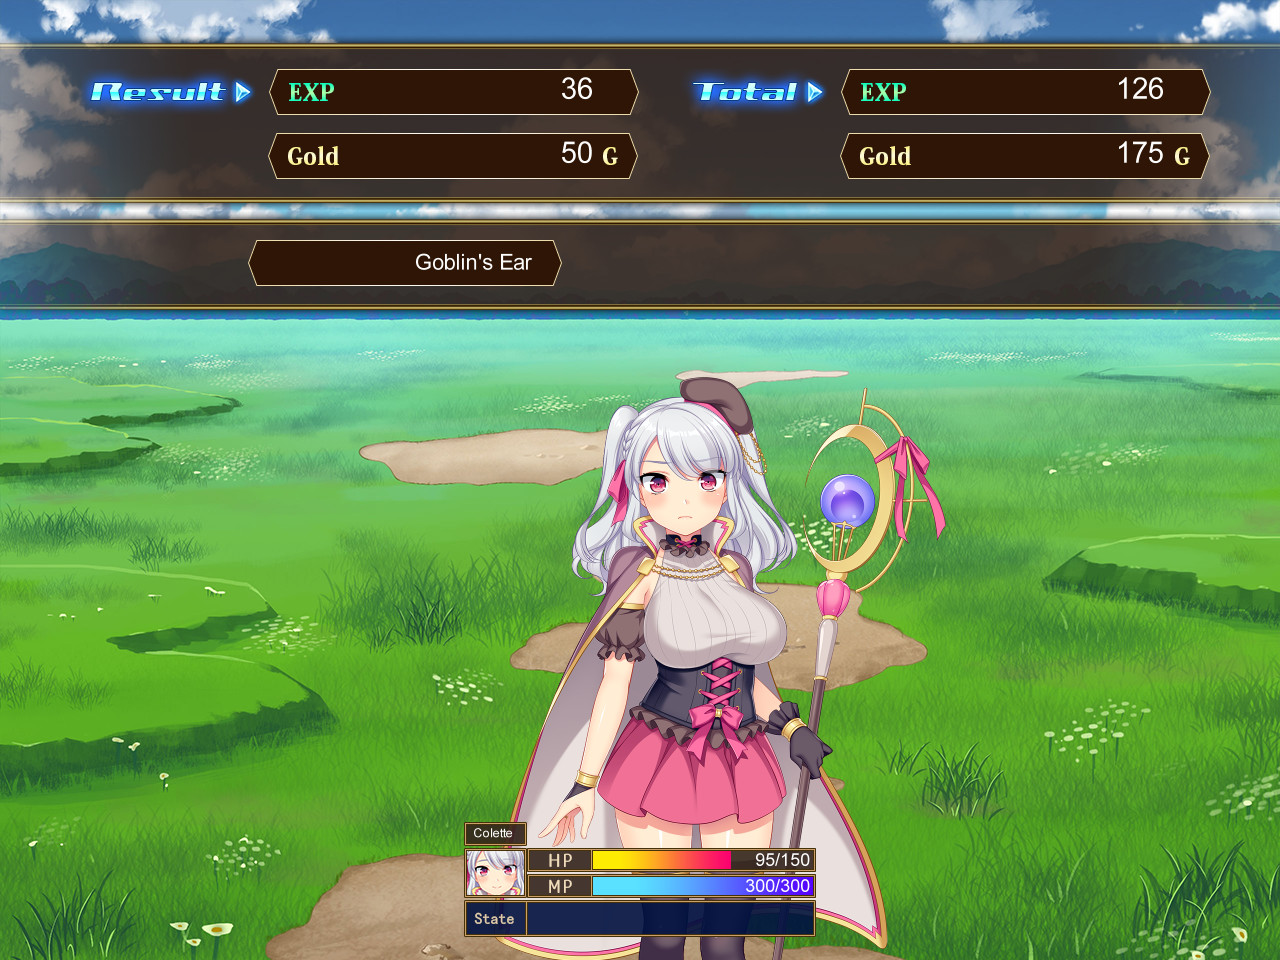 Result EXP 36 Total EXP 126
Gold 50 G Gold 175 G
Goblin's Ear
Colette
HP 95/150
MP 300/300
State